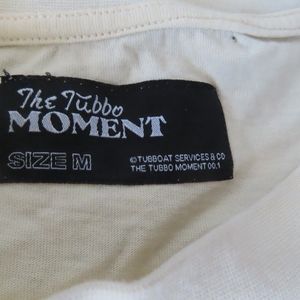 The Tubbo
MOMENT
SIZE M
©TUBBOAT SERVICES & CO
THE TUBBO MOMENT 00.1